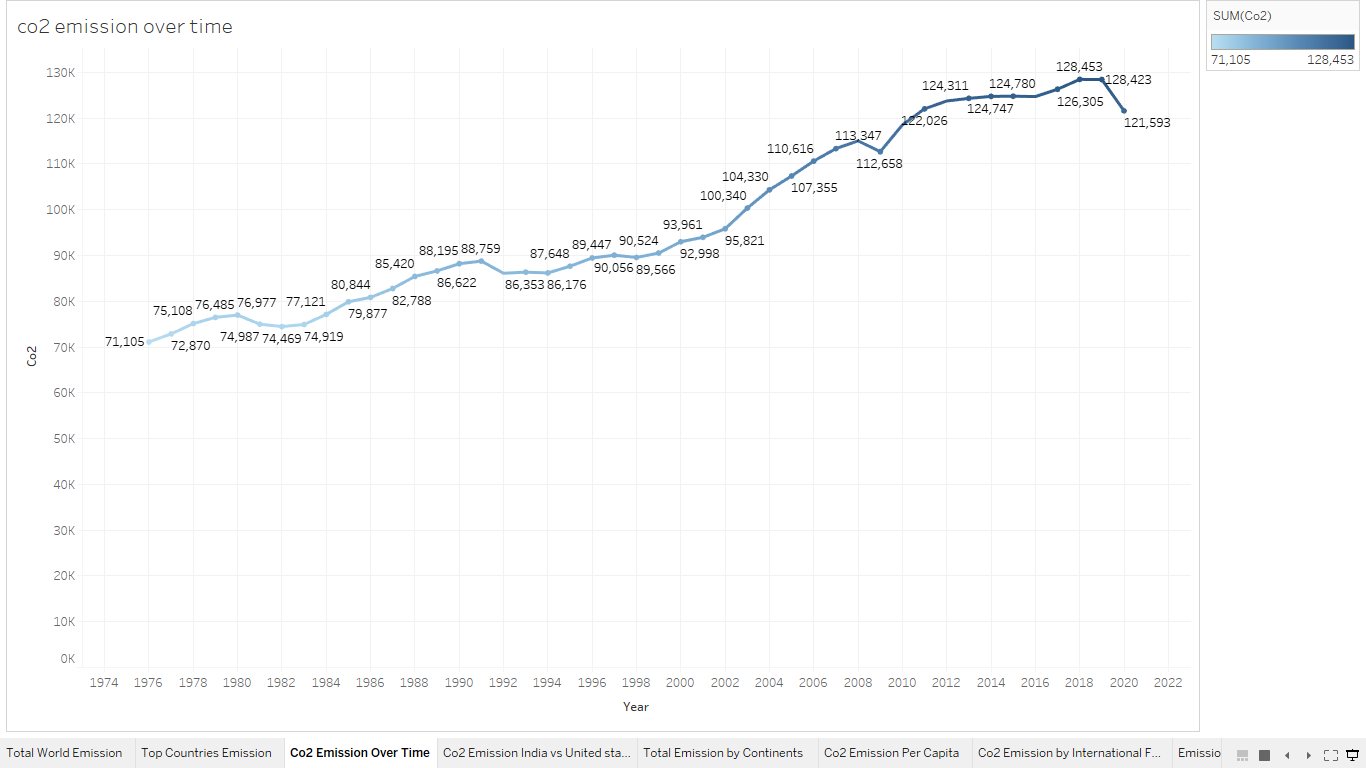 co2 emission over time
SUM(Co2)
71,105 128,453
130K
120K
110K
100K
90K
80K
70K
60K
50K
40K
30K
20K
10K
0K
Co2
71,105
72,870
75,108
76,485
76,977
74,987
74,469
74,919
77,121
79,877
80,844
82,788
85,420
86,622
88,195
88,759
86,353
86,176
87,648
89,447
90,056
89,566
90,524
92,998
93,961
95,821
100,340
104,330
107,355
110,616
113,347
112,658
122,026
124,311
124,747
124,780
126,305
128,453
128,423
121,593
1974 1976 1978 1980 1982 1984 1986 1988 1990 1992 1994 1996 1998 2000 2002 2004 2006 2008 2010 2012 2014 2016 2018 2020 2022
Year
Total World Emission Top Countries Emission Co2 Emission Over Time Co2 Emission India vs United sta... Total Emission by Continents Co2 Emission Per Capita Co2 Emission by International F... Emissio